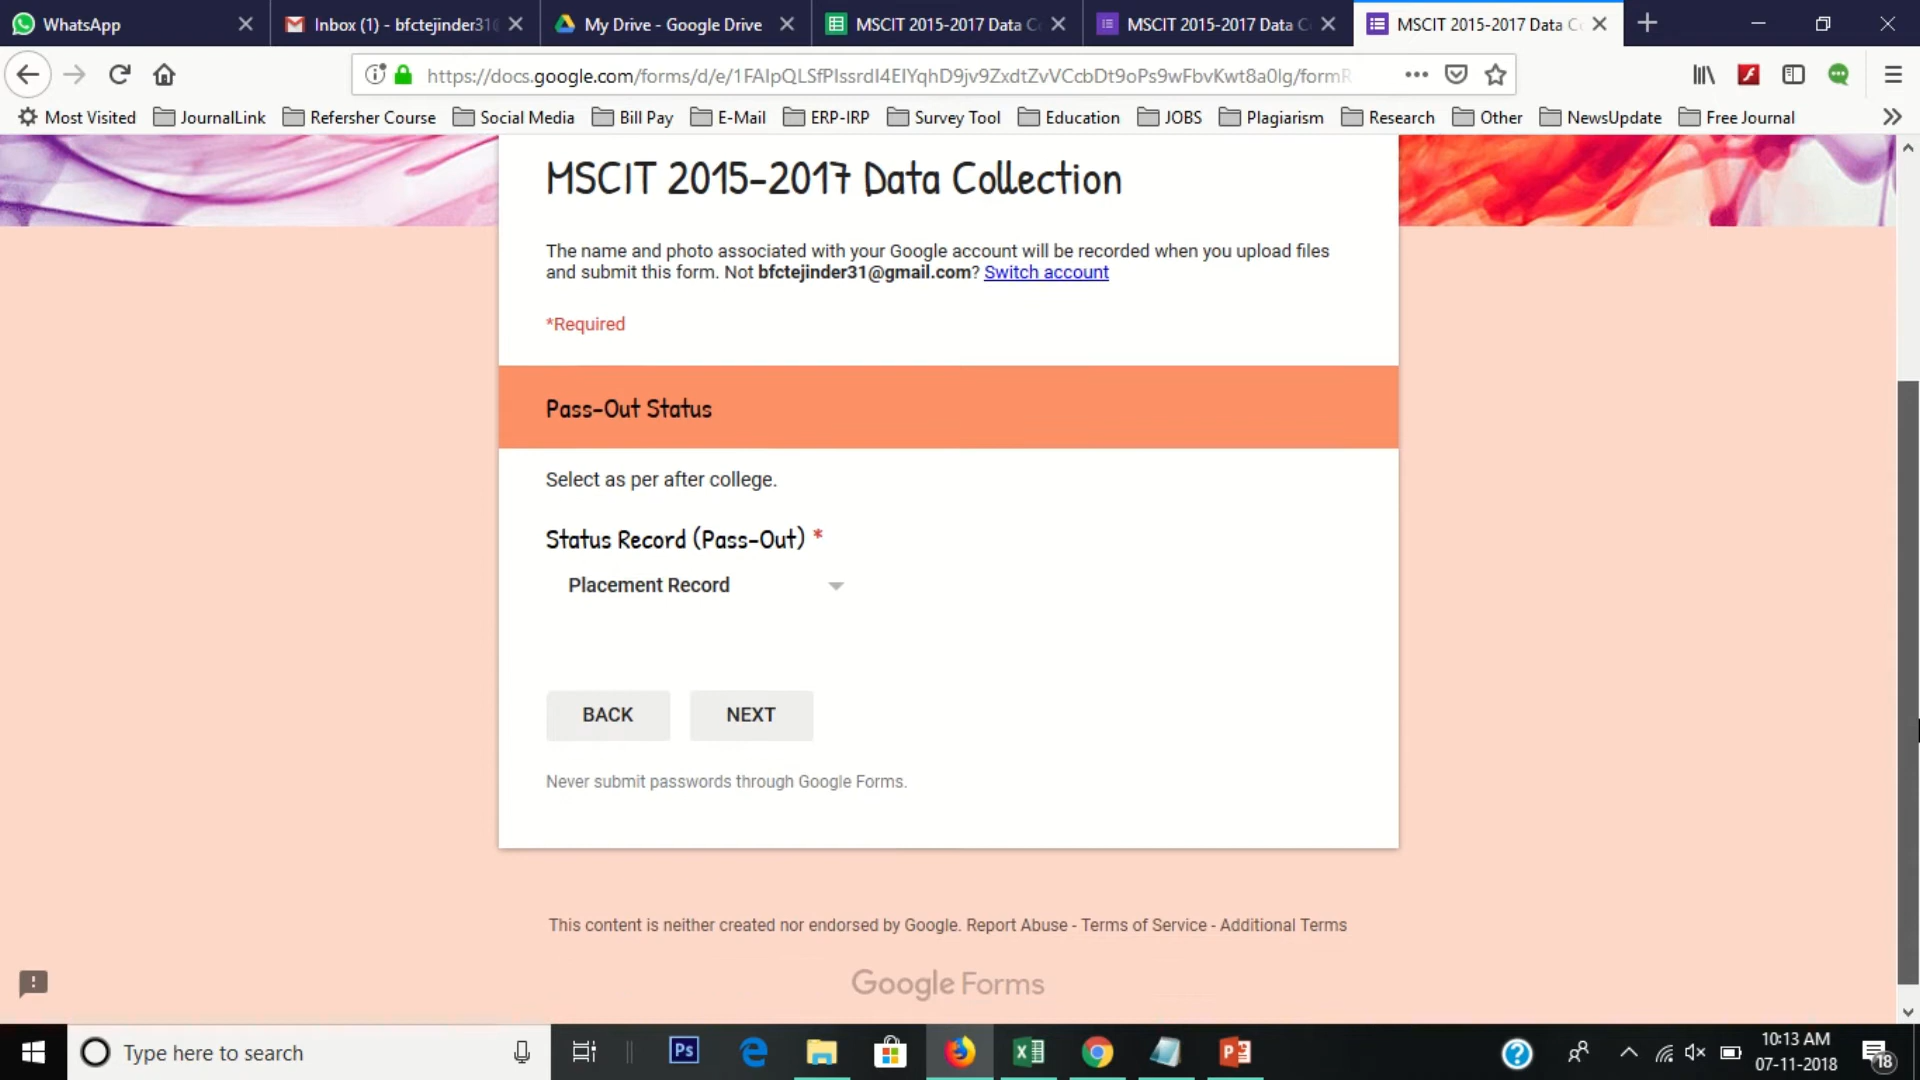 WhatsApp
Inbox (1) - bfctejinder31@
My Drive - Google Drive
MSCIT 2015-2017 Data C
MSCIT 2015-2017 Data C
MSCIT 2015-2017 Data C
https://docs.google.com/forms/d/e/1FAIpQLSfPIssrdI4EIYqhD9jv9ZxdtZvVCcbDt9oPs9wFbvKwt8a0lg/formR
Most Visited
JournalLink
Refersher Course
Social Media
Bill Pay
E-Mail
ERP-IRP
Survey Tool
Education
JOBS
Plagiarism
Research
Other
NewsUpdate
Free Journal
MSCIT 2015-2017 Data Collection
The name and photo associated with your Google account will be recorded when you upload files
and submit this form. Not bfctejinder31@gmail.com? Switch account
*Required
Pass-Out Status
Select as per after college.
Status Record (Pass-Out) *
Placement Record
BACK
NEXT
Never submit passwords through Google Forms.
This content is neither created nor endorsed by Google. Report Abuse - Terms of Service - Additional Terms
Google Forms
Type here to search
Ps
10:13 AM
07-11-2018
18